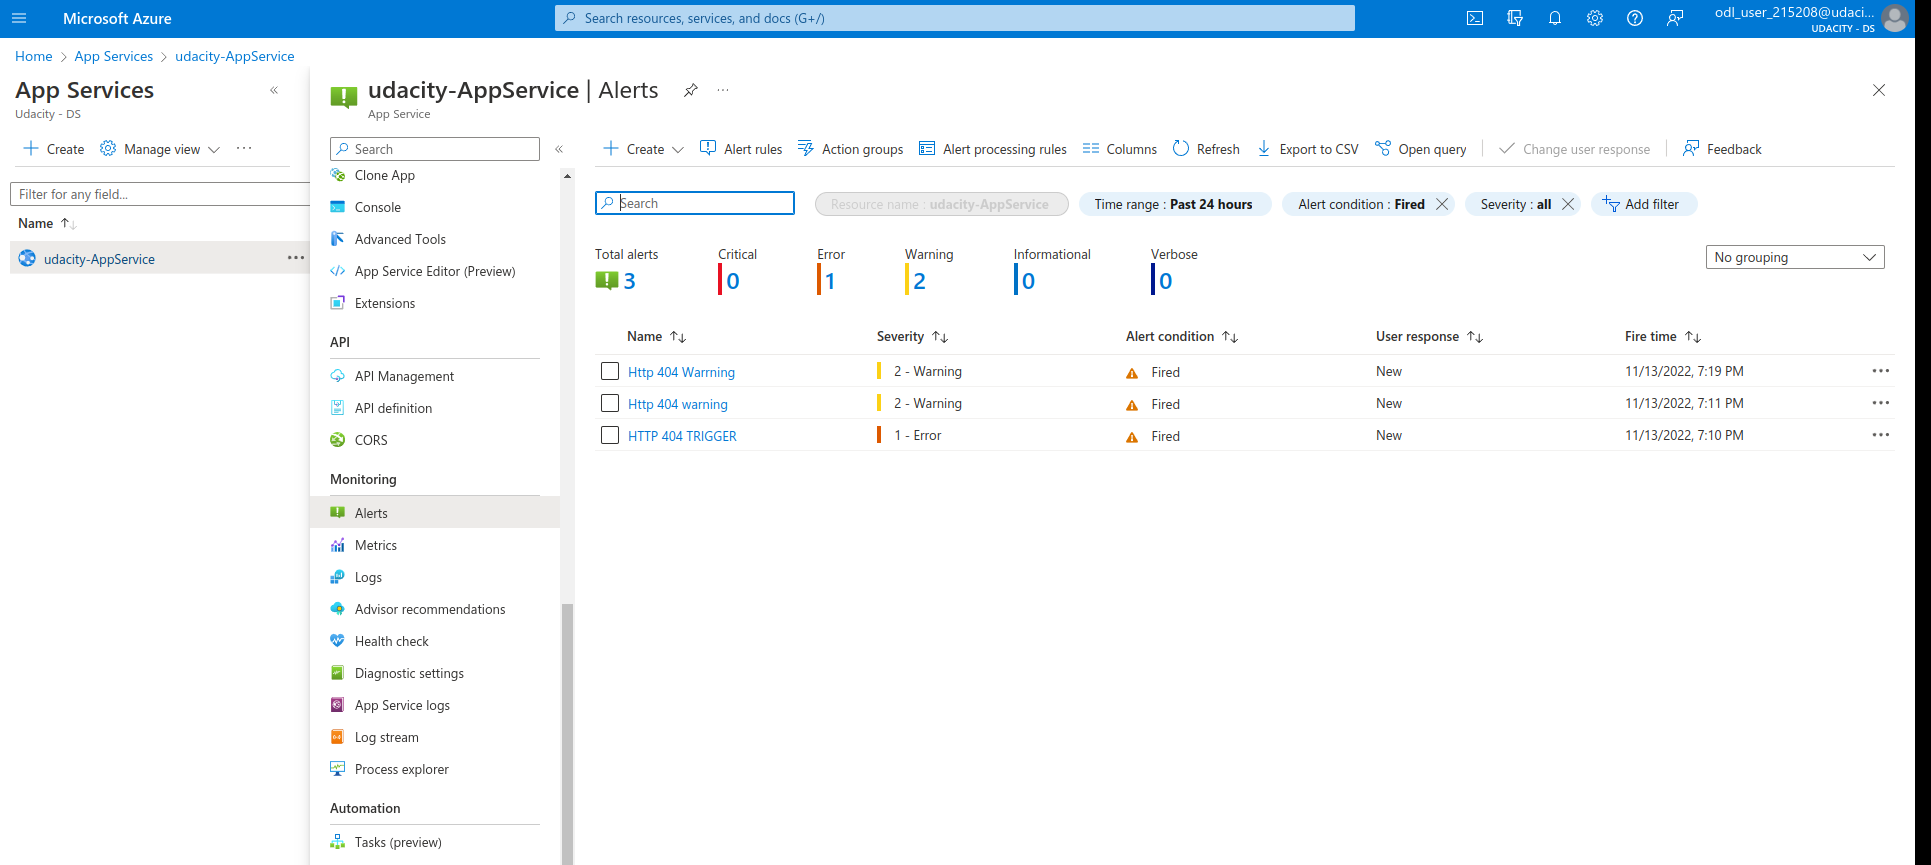 Microsoft Azure
Search resources, services, and docs (G+/)
odl_user_215208@udaci...
UDACITY - DS
Home > App Services > udacity-AppService
App Services
Udacity - DS
Create
Manage view
Filter for any field...
Name
udacity-AppService
udacity-AppService | Alerts
App Service
Search
Clone App
Console
Advanced Tools
App Service Editor (Preview)
Extensions
API
API Management
API definition
CORS
Monitoring
Alerts
Metrics
Logs
Advisor recommendations
Health check
Diagnostic settings
App Service logs
Log stream
Process explorer
Automation
Tasks (preview)
Create Alert rules Action groups Alert processing rules Columns Refresh Export to CSV Open query Change user response Feedback
Search Resource name : udacity-AppService Time range : Past 24 hours Alert condition : Fired Severity : all Add filter
Total alerts Critical Error Warning Informational Verbose
3 0 1 2 0 0
No grouping
Name Severity Alert condition User response Fire time
Http 404 Warrning 2 - Warning Fired New 11/13/2022, 7:19 PM
Http 404 warning 2 - Warning Fired New 11/13/2022, 7:11 PM
HTTP 404 TRIGGER 1 - Error Fired New 11/13/2022, 7:10 PM